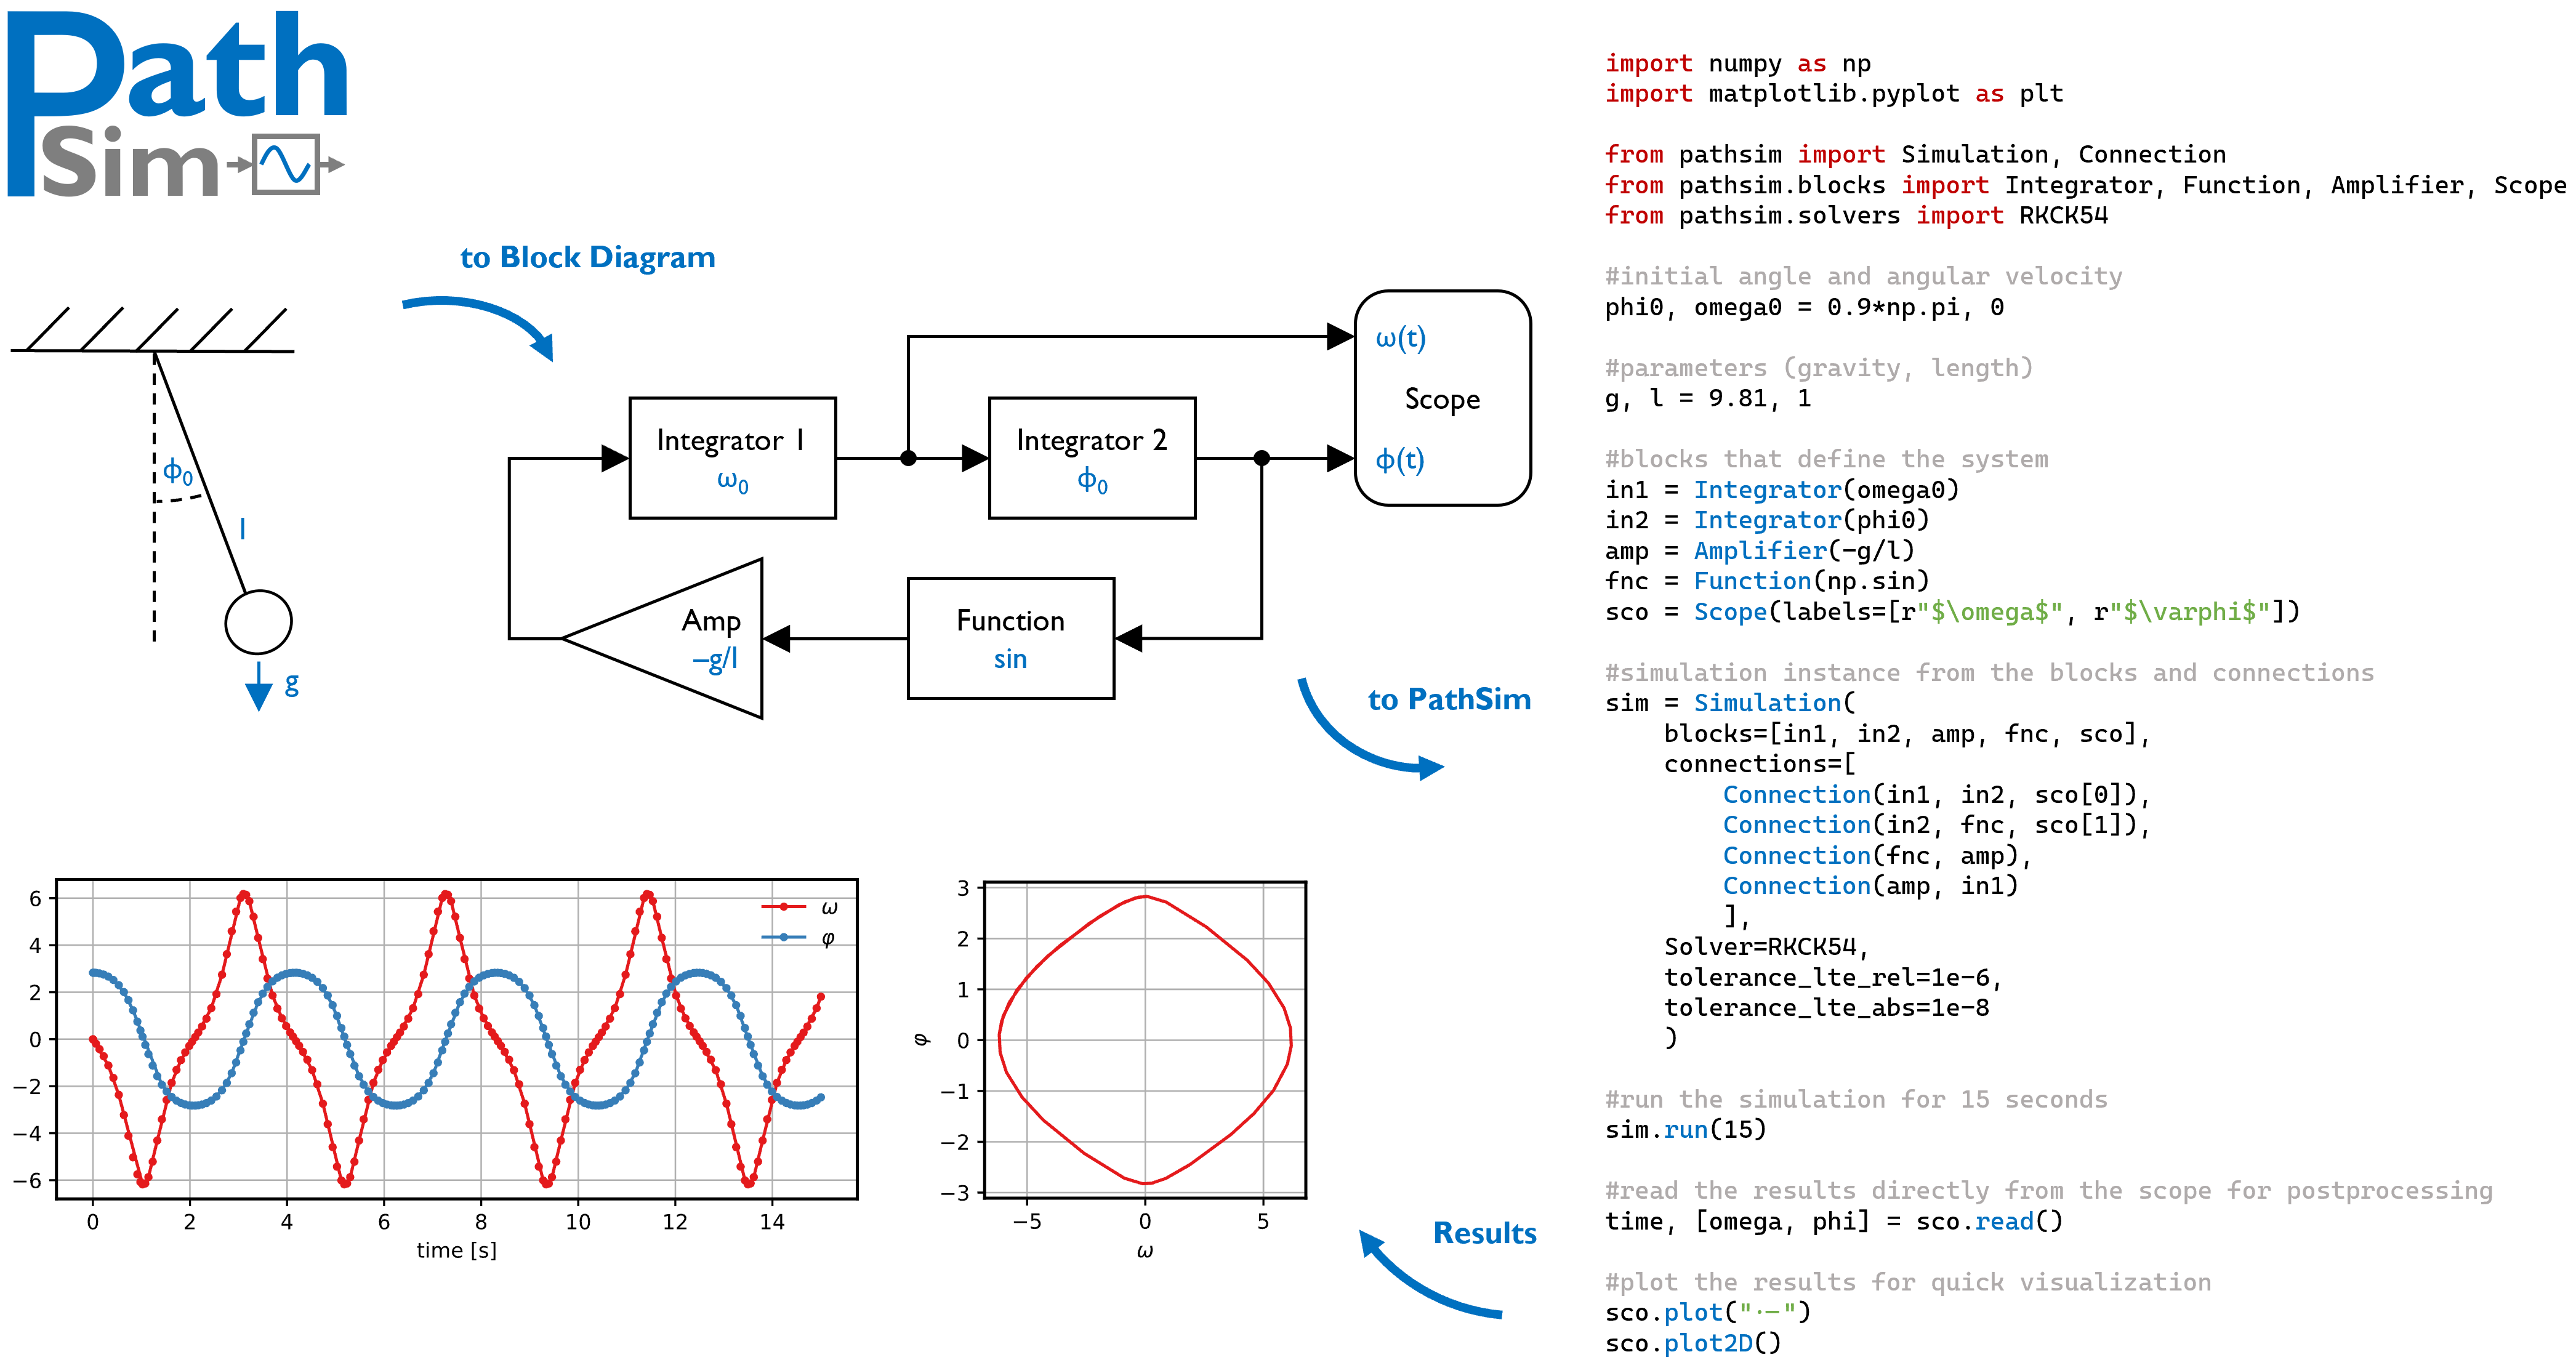 Path
Sim
to Block Diagram
ϕ0
l
g
Integrator 1
ω0
Integrator 2
ϕ0
ω(t)
Scope
ϕ(t)
Amp
–g/l
Function
sin
to PathSim
6
4
2
0
−2
−4
−6
0
2
4
6
8
10
12
14
time [s]
ω
φ
3
2
1
0
−1
−2
−3
φ
−5
0
5
ω
Results
import numpy as np
import matplotlib.pyplot as plt
from pathsim import Simulation, Connection
from pathsim.blocks import Integrator, Function, Amplifier, Scope
from pathsim.solvers import RKCK54
#initial angle and angular velocity
phi0, omega0 = 0.9*np.pi, 0
#parameters (gravity, length)
g, l = 9.81, 1
#blocks that define the system
in1 = Integrator(omega0)
in2 = Integrator(phi0)
amp = Amplifier(-g/l)
fnc = Function(np.sin)
sco = Scope(labels=[r"$\omega$", r"$\varphi$"])
#simulation instance from the blocks and connections
sim = Simulation(
blocks=[in1, in2, amp, fnc, sco],
connections=[
Connection(in1, in2, sco[0]),
Connection(in2, fnc, sco[1]),
Connection(fnc, amp),
Connection(amp, in1)
],
Solver=RKCK54,
tolerance_lte_rel=1e-6,
tolerance_lte_abs=1e-8
)
#run the simulation for 15 seconds
sim.run(15)
#read the results directly from the scope for postprocessing
time, [omega, phi] = sco.read()
#plot the results for quick visualization
sco.plot(".-")
sco.plot2D()